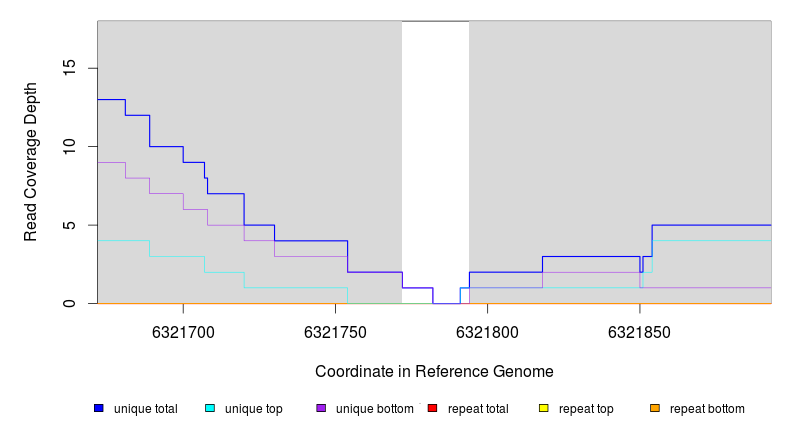 15
10
5
0
Read Coverage Depth
6321700 6321750 6321800 6321850
Coordinate in Reference Genome
unique total unique top unique bottom repeat total repeat top repeat bottom